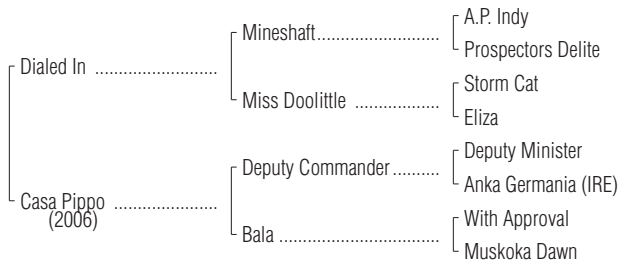 A.P. Indy
Mineshaft
Prospectors Delite
Dialed In
Storm Cat
Miss Doolittle
Eliza
Deputy Minister
Deputy Commander
Anka Germania (IRE)
Casa Pippo
(2006)
With Approval
Bala
Muskoka Dawn